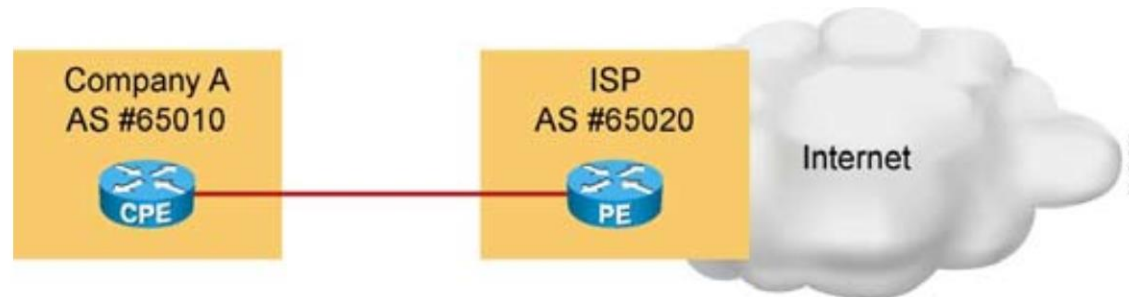 Company A
AS #65010
CPE
ISP
AS #65020
PE
Internet